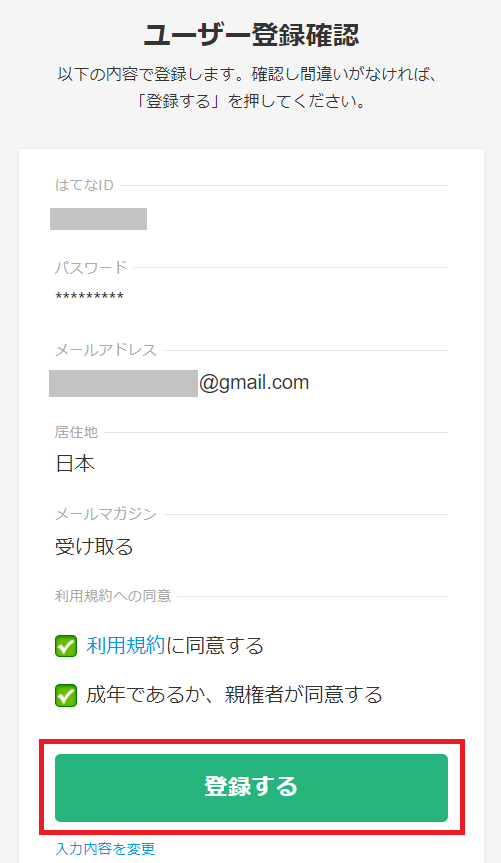 ユーザー登録確認
以下の内容で登録します。確認し間違いがなければ、
「登録する」を押してください。
はてなID
パスワード
*********
メールアドレス
@gmail.com
居住地
日本
メールマガジン
受け取る
利用規約への同意
利用規約に同意する
成年であるか、親権者が同意する
登録する
入力内容を変更